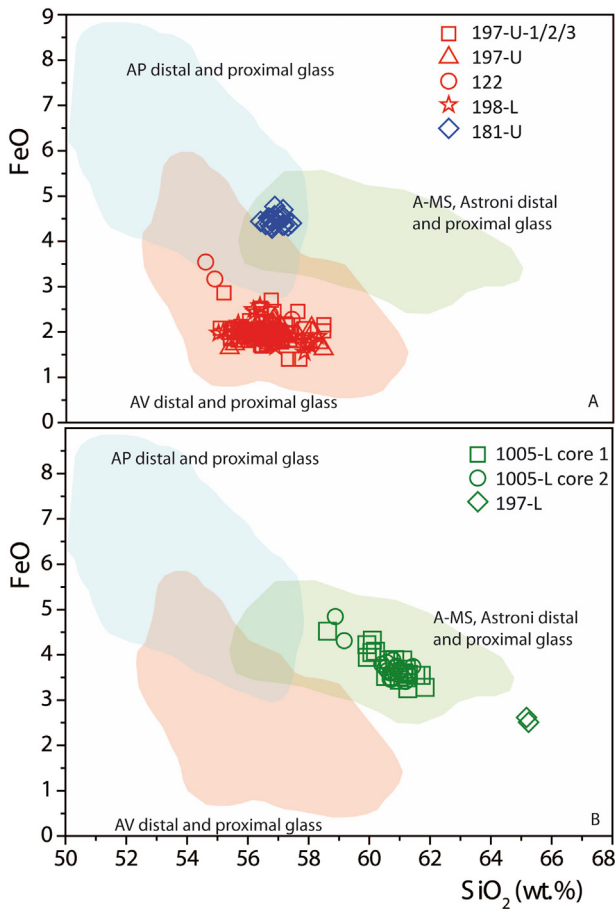 9
8
7
6
5
4
3
2
1
0
FeO
AP distal and proximal glass
197-U-1/2/3
197-U
122
198-L
181-U
A-MS, Astroni distal
and proximal glass
AV distal and proximal glass
A
9
8
7
6
5
4
3
2
1
0
FeO
AP distal and proximal glass
1005-L core 1
1005-L core 2
197-L
A-MS, Astroni distal
and proximal glass
AV distal and proximal glass
B
50 52 54 56 58 60 62 64 66 68
SiO₂ (wt.%)